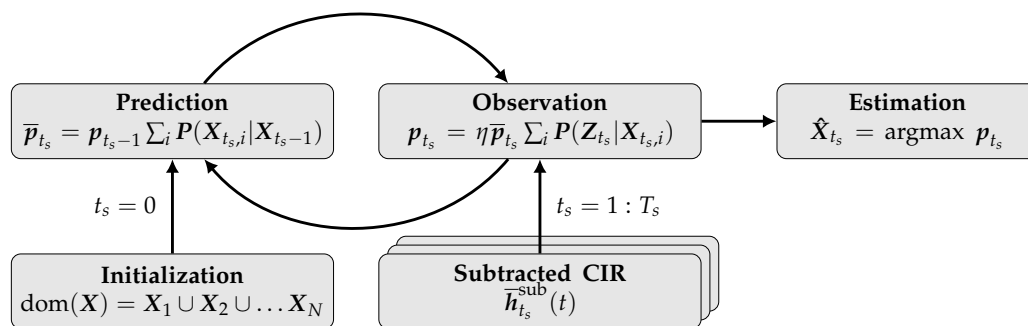 Prediction
p̅_{t_s} = p_{t_s−1} ∑_i P(X_{t_s,i}|X_{t_s−1})
Observation
p_{t_s} = η p̅_{t_s} ∑_i P(Z_{t_s}|X_{t_s,i})
Estimation
X̂_{t_s} = argmax p_{t_s}
t_s = 0
t_s = 1 : T_s
Initialization
dom(X) = X_1 ∪ X_2 ∪ … X_N
Subtracted CIR
h̅_{t_s}^{sub}(t)